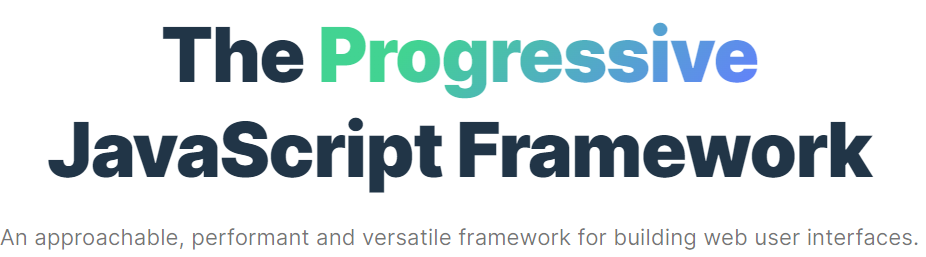 The Progressive
JavaScript Framework
An approachable, performant and versatile framework for building web user interfaces.